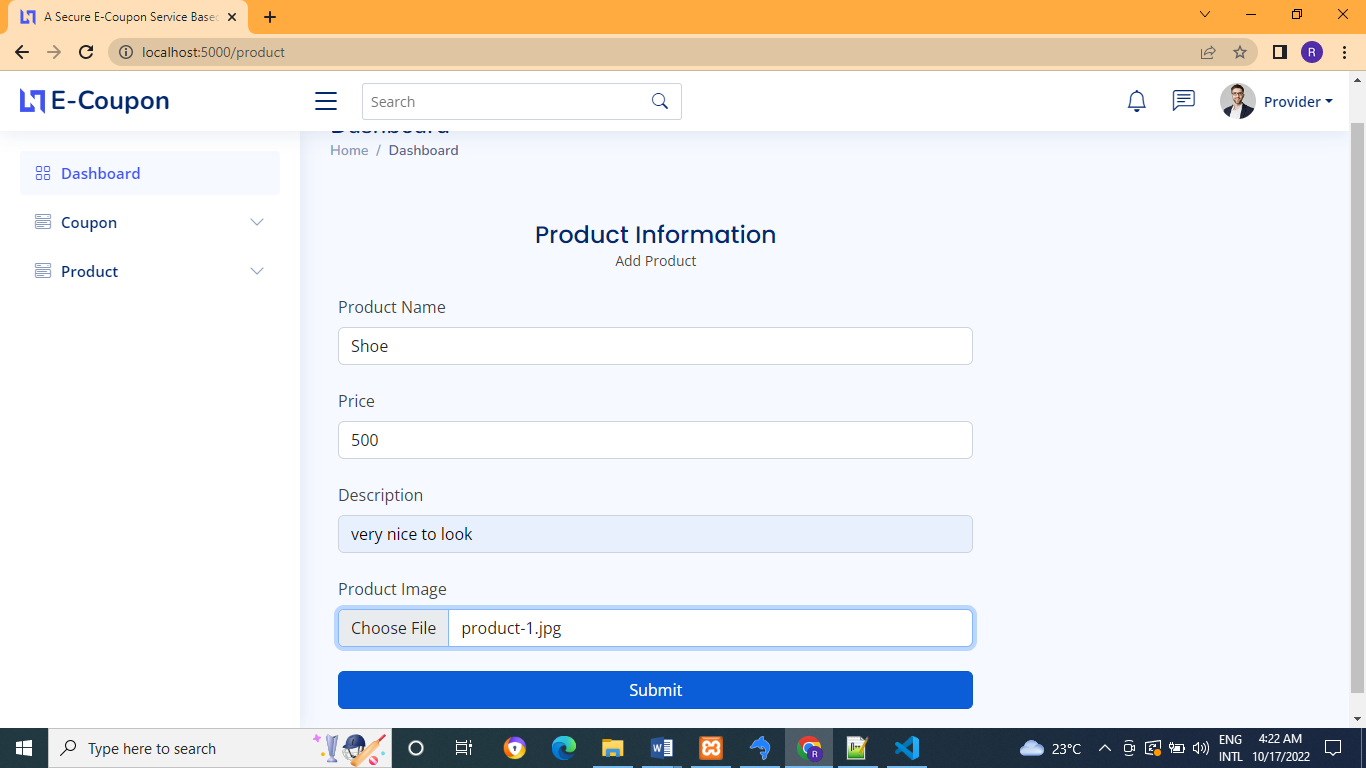 A Secure E-Coupon Service Base
localhost:5000/product
R
E-Coupon
Search
Provider
Dashboard
Home / Dashboard
Dashboard
Coupon
Product
Product Information
Add Product
Product Name
Shoe
Price
500
Description
very nice to look
Product Image
Choose File product-1.jpg
Submit
Type here to search
23°C
ENG
INTL
4:22 AM
10/17/2022